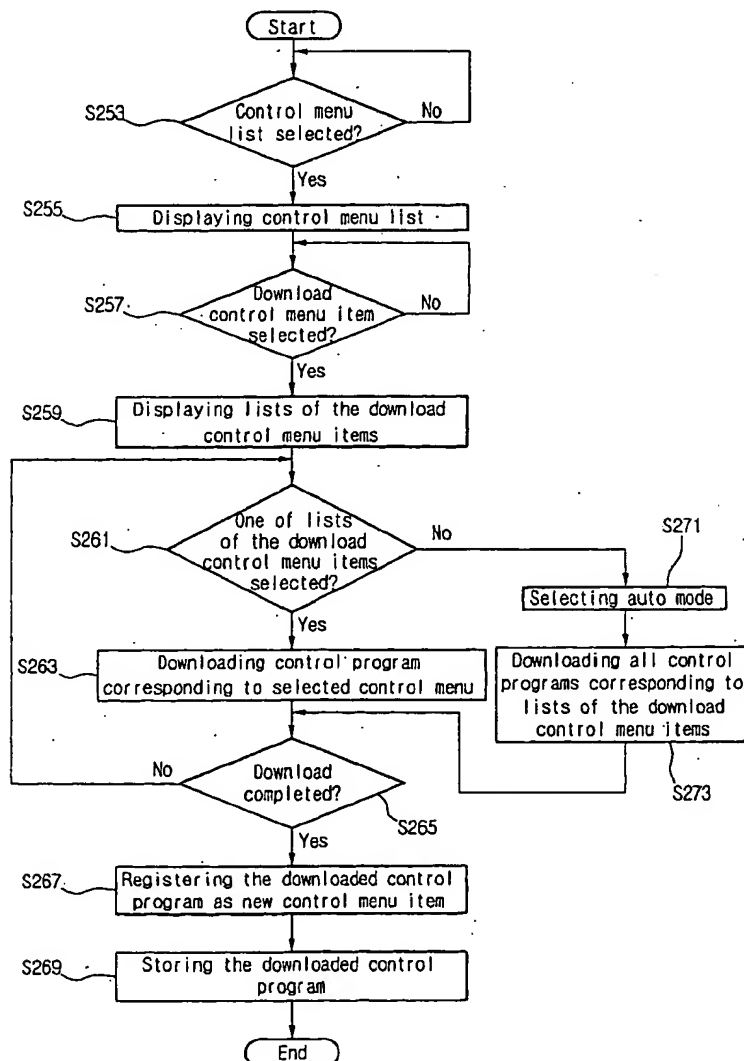 Start
S253
Control menu
list selected?
No
Yes
S255
Displaying control menu list
S257
Download
control menu item
selected?
No
Yes
S259
Displaying lists of the download
control menu items
S261
One of lists
of the download
control menu items
selected?
No
Yes
S271
Selecting auto mode
S263
Downloading control program
corresponding to selected control menu
Downloading all control
programs corresponding to
lists of the download
control menu items
S273
No
Download
completed?
S265
Yes
S267
Registering the downloaded control
program as new control menu item
S269
Storing the downloaded control
program
End